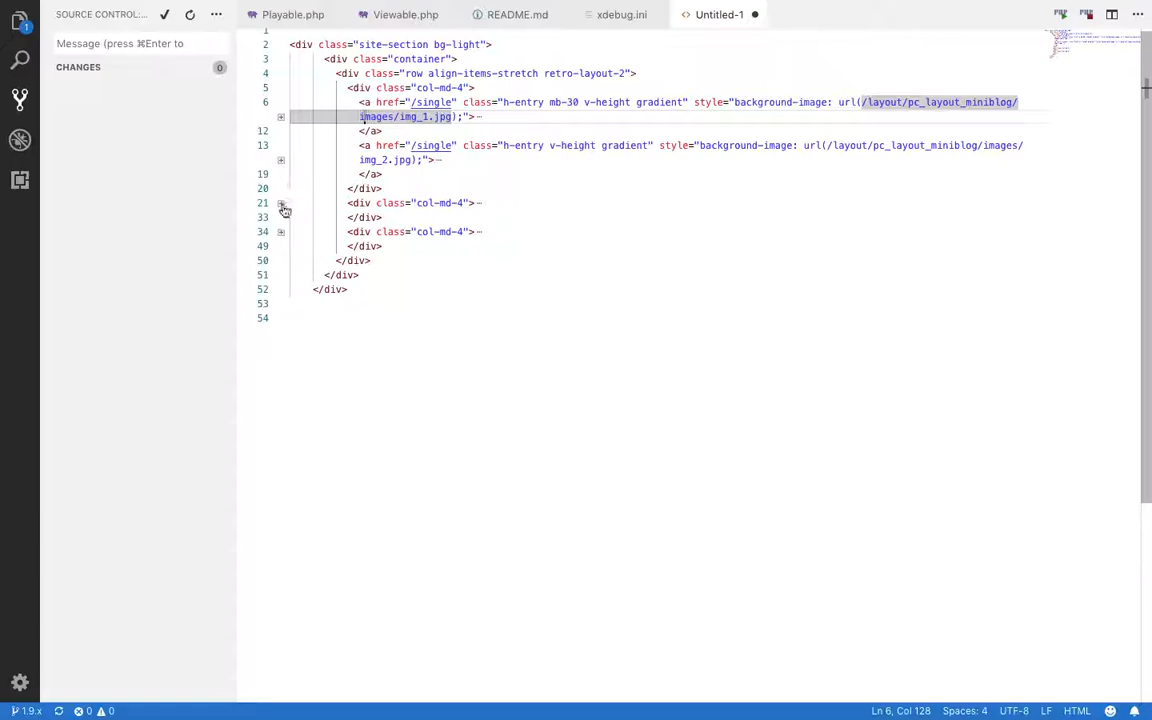 SOURCE CONTROL:...
Playable.php
Viewable.php
README.md
xdebug.ini
Untitled-1
PHP
PHP
1
Message (press ⌘Enter to
CHANGES
0
1
2 <div class="site-section bg-light">
3 <div class="container">
4 <div class="row align-items-stretch retro-layout-2">
5 <div class="col-md-4">
6 <a href="/single" class="h-entry mb-30 v-height gradient" style="background-image: url(/layout/pc_layout_miniblog/
images/img_1.jpg);">
12 </a>
13 <a href="/single" class="h-entry v-height gradient" style="background-image: url(/layout/pc_layout_miniblog/images/
img_2.jpg);">
19 </a>
20 </div>
21 <div class="col-md-4">
33 </div>
34 <div class="col-md-4">
49 </div>
50 </div>
51 </div>
52 </div>
53
54
1.9.x
0
0
Ln 6, Col 128
Spaces: 4
UTF-8
LF
HTML